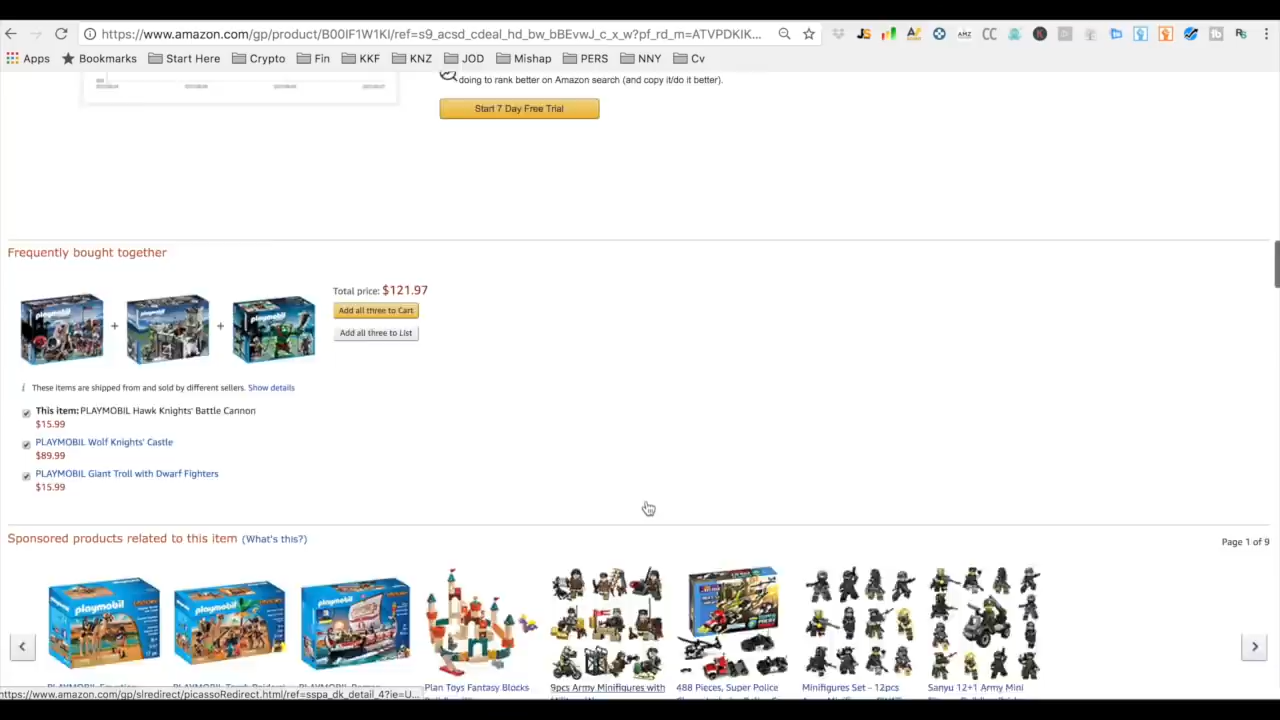 https://www.amazon.com/gp/product/B00IF1W1KI/ref=s9_acsd_cdeal_hd_bw_bBEvwJ_c_x_w?pf_rd_m=ATVPDKIK...
Apps Bookmarks Start Here Crypto Fin KKF KNZ JOD Mishap PERS NNY Cv
doing to rank better on Amazon search (and copy it/do it better).
Start 7 Day Free Trial
Frequently bought together
Total price: $121.97
Add all three to Cart
Add all three to List
These items are shipped from and sold by different sellers. Show details
This item: PLAYMOBIL Hawk Knights' Battle Cannon
$15.99
PLAYMOBIL Wolf Knights' Castle
$89.99
PLAYMOBIL Giant Troll with Dwarf Fighters
$15.99
Sponsored products related to this item (What's this?)
Page 1 of 9
playmobil playmobil playmobil
Plan Toys Fantasy Blocks 9pcs Army Minifigures with 488 Pieces, Super Police Minifigures Set - 12pcs Sanyu 12+1 Army Mini
https://www.amazon.com/gp/slredirect/picassoRedirect.html/ref=sspa_dk_detail_4?ie=U...